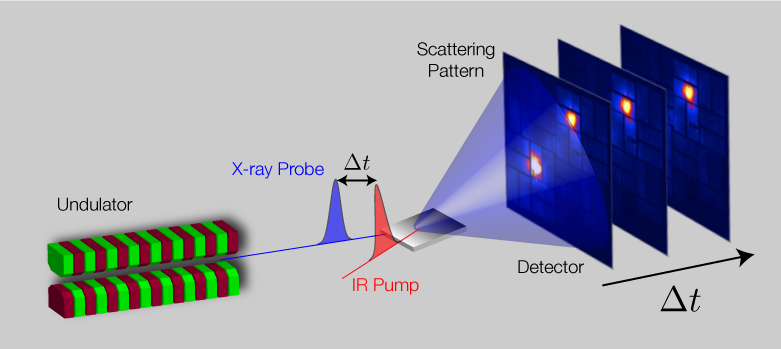 Scattering
Pattern
Δt
X-ray Probe
Undulator
Detector
IR Pump
Δt